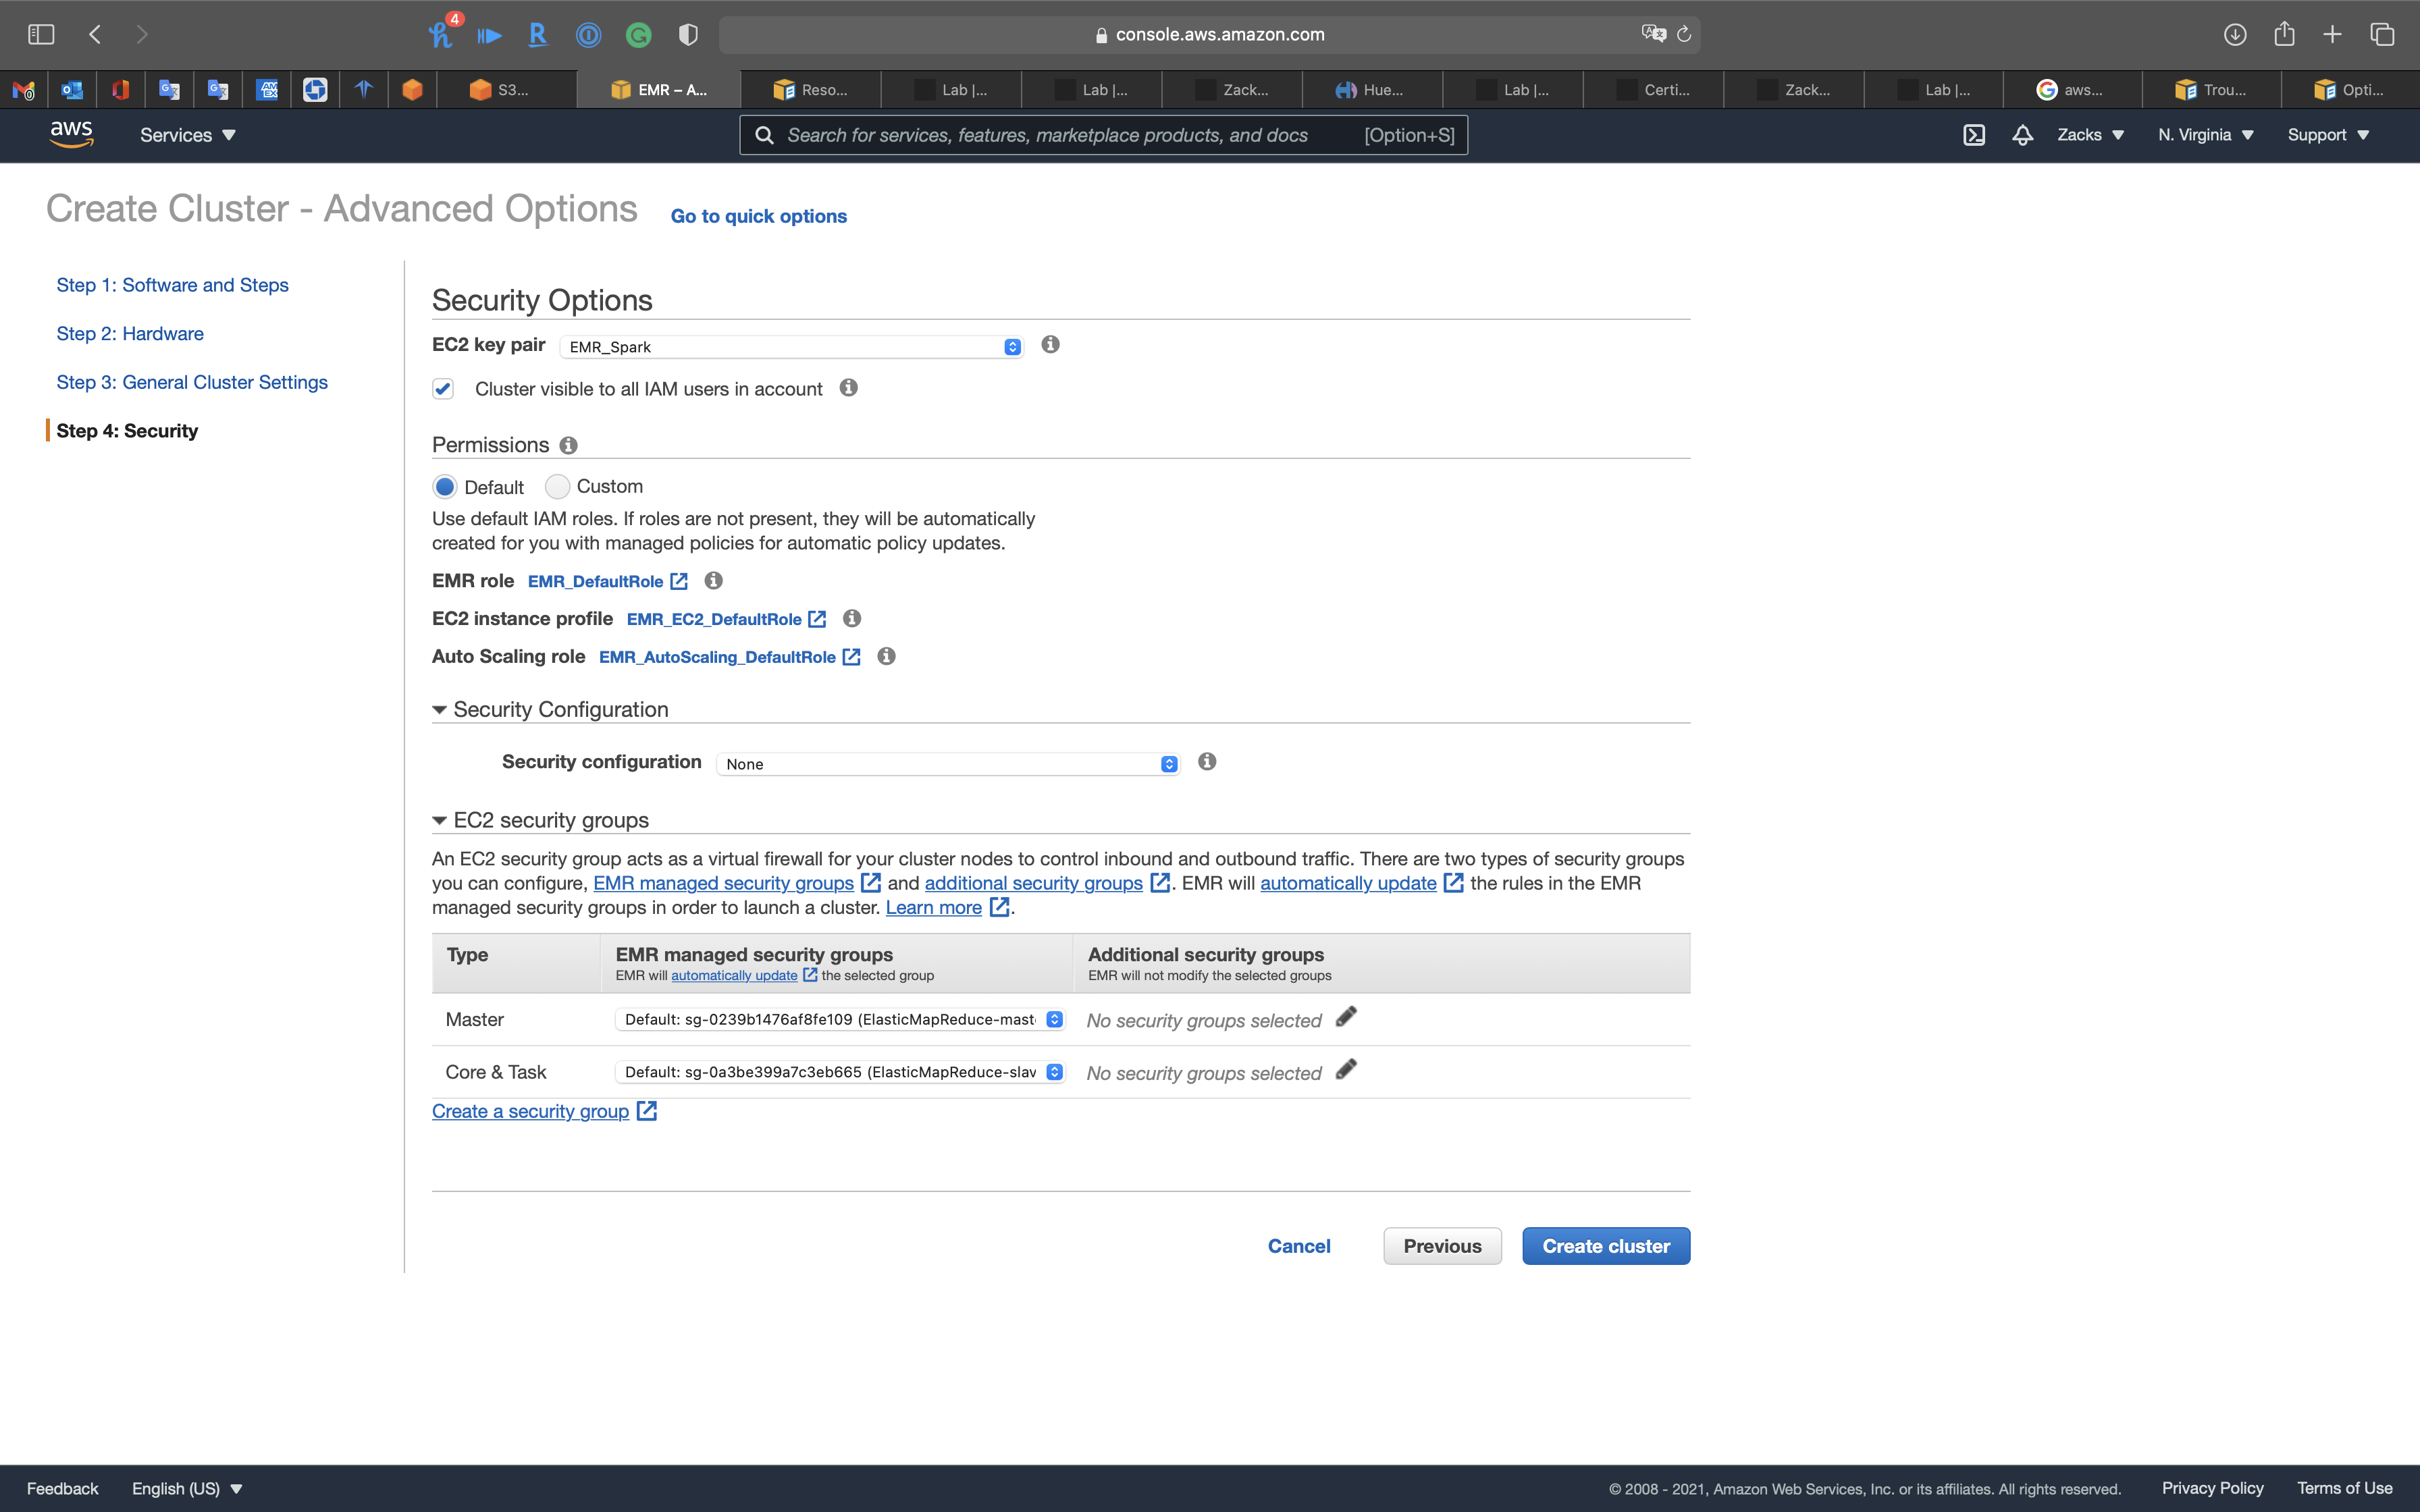 4
console.aws.amazon.com
S3...
EMR – A...
Reso...
Lab |...
Lab |...
Zack...
Hue...
Lab |...
Certi...
Zack...
Lab |...
aws...
Trou...
Opti...
aws
Services
Search for services, features, marketplace products, and docs
[Option+S]
Zacks
N. Virginia
Support
Create Cluster - Advanced Options
Go to quick options
Step 1: Software and Steps
Step 2: Hardware
Step 3: General Cluster Settings
Step 4: Security
Security Options
EC2 key pair EMR_Spark
Cluster visible to all IAM users in account
Permissions
Default Custom
Use default IAM roles. If roles are not present, they will be automatically
created for you with managed policies for automatic policy updates.
EMR role EMR_DefaultRole
EC2 instance profile EMR_EC2_DefaultRole
Auto Scaling role EMR_AutoScaling_DefaultRole
Security Configuration
Security configuration None
EC2 security groups
An EC2 security group acts as a virtual firewall for your cluster nodes to control inbound and outbound traffic. There are two types of security groups
you can configure, EMR managed security groups and additional security groups . EMR will automatically update the rules in the EMR
managed security groups in order to launch a cluster. Learn more .
Type EMR managed security groups Additional security groups
EMR will automatically update the selected group EMR will not modify the selected groups
Master Default: sg-0239b1476af8fe109 (ElasticMapReduce-mast No security groups selected
Core & Task Default: sg-0a3be399a7c3eb665 (ElasticMapReduce-slav No security groups selected
Create a security group
Cancel Previous Create cluster
Feedback English (US) © 2008 - 2021, Amazon Web Services, Inc. or its affiliates. All rights reserved. Privacy Policy Terms of Use